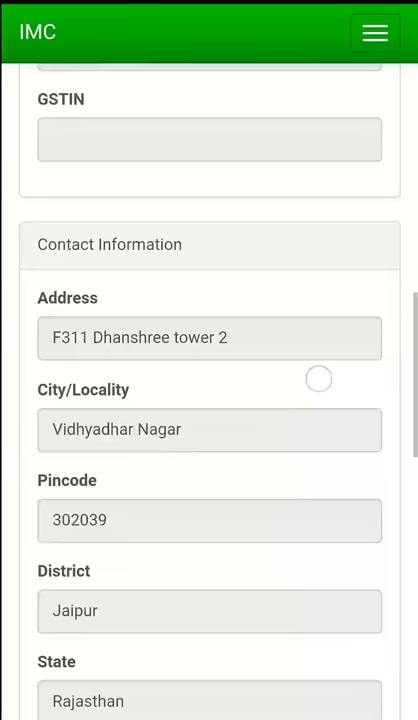 IMC
GSTIN
Contact Information
Address
F311 Dhanshree tower 2
City/Locality
Vidhyadhar Nagar
Pincode
302039
District
Jaipur
State
Rajasthan